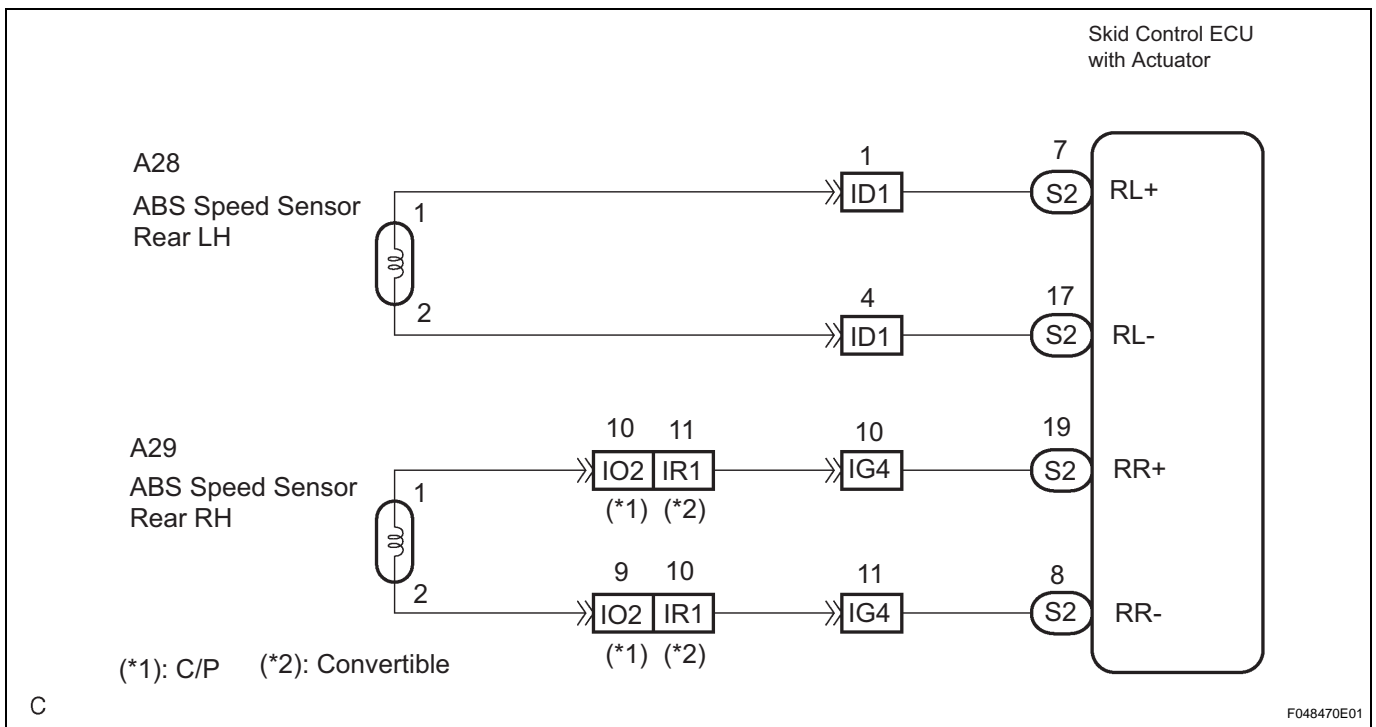 Skid Control ECU
with Actuator
A28
ABS Speed Sensor
Rear LH
1
2
1
ID1
7
S2
RL+
4
ID1
17
S2
RL-
A29
ABS Speed Sensor
Rear RH
1
2
10 11
IO2 IR1
(*1) (*2)
10
IG4
19
S2
RR+
9 10
IO2 IR1
(*1) (*2)
11
IG4
8
S2
RR-
(*1): C/P (*2): Convertible
C
F048470E01